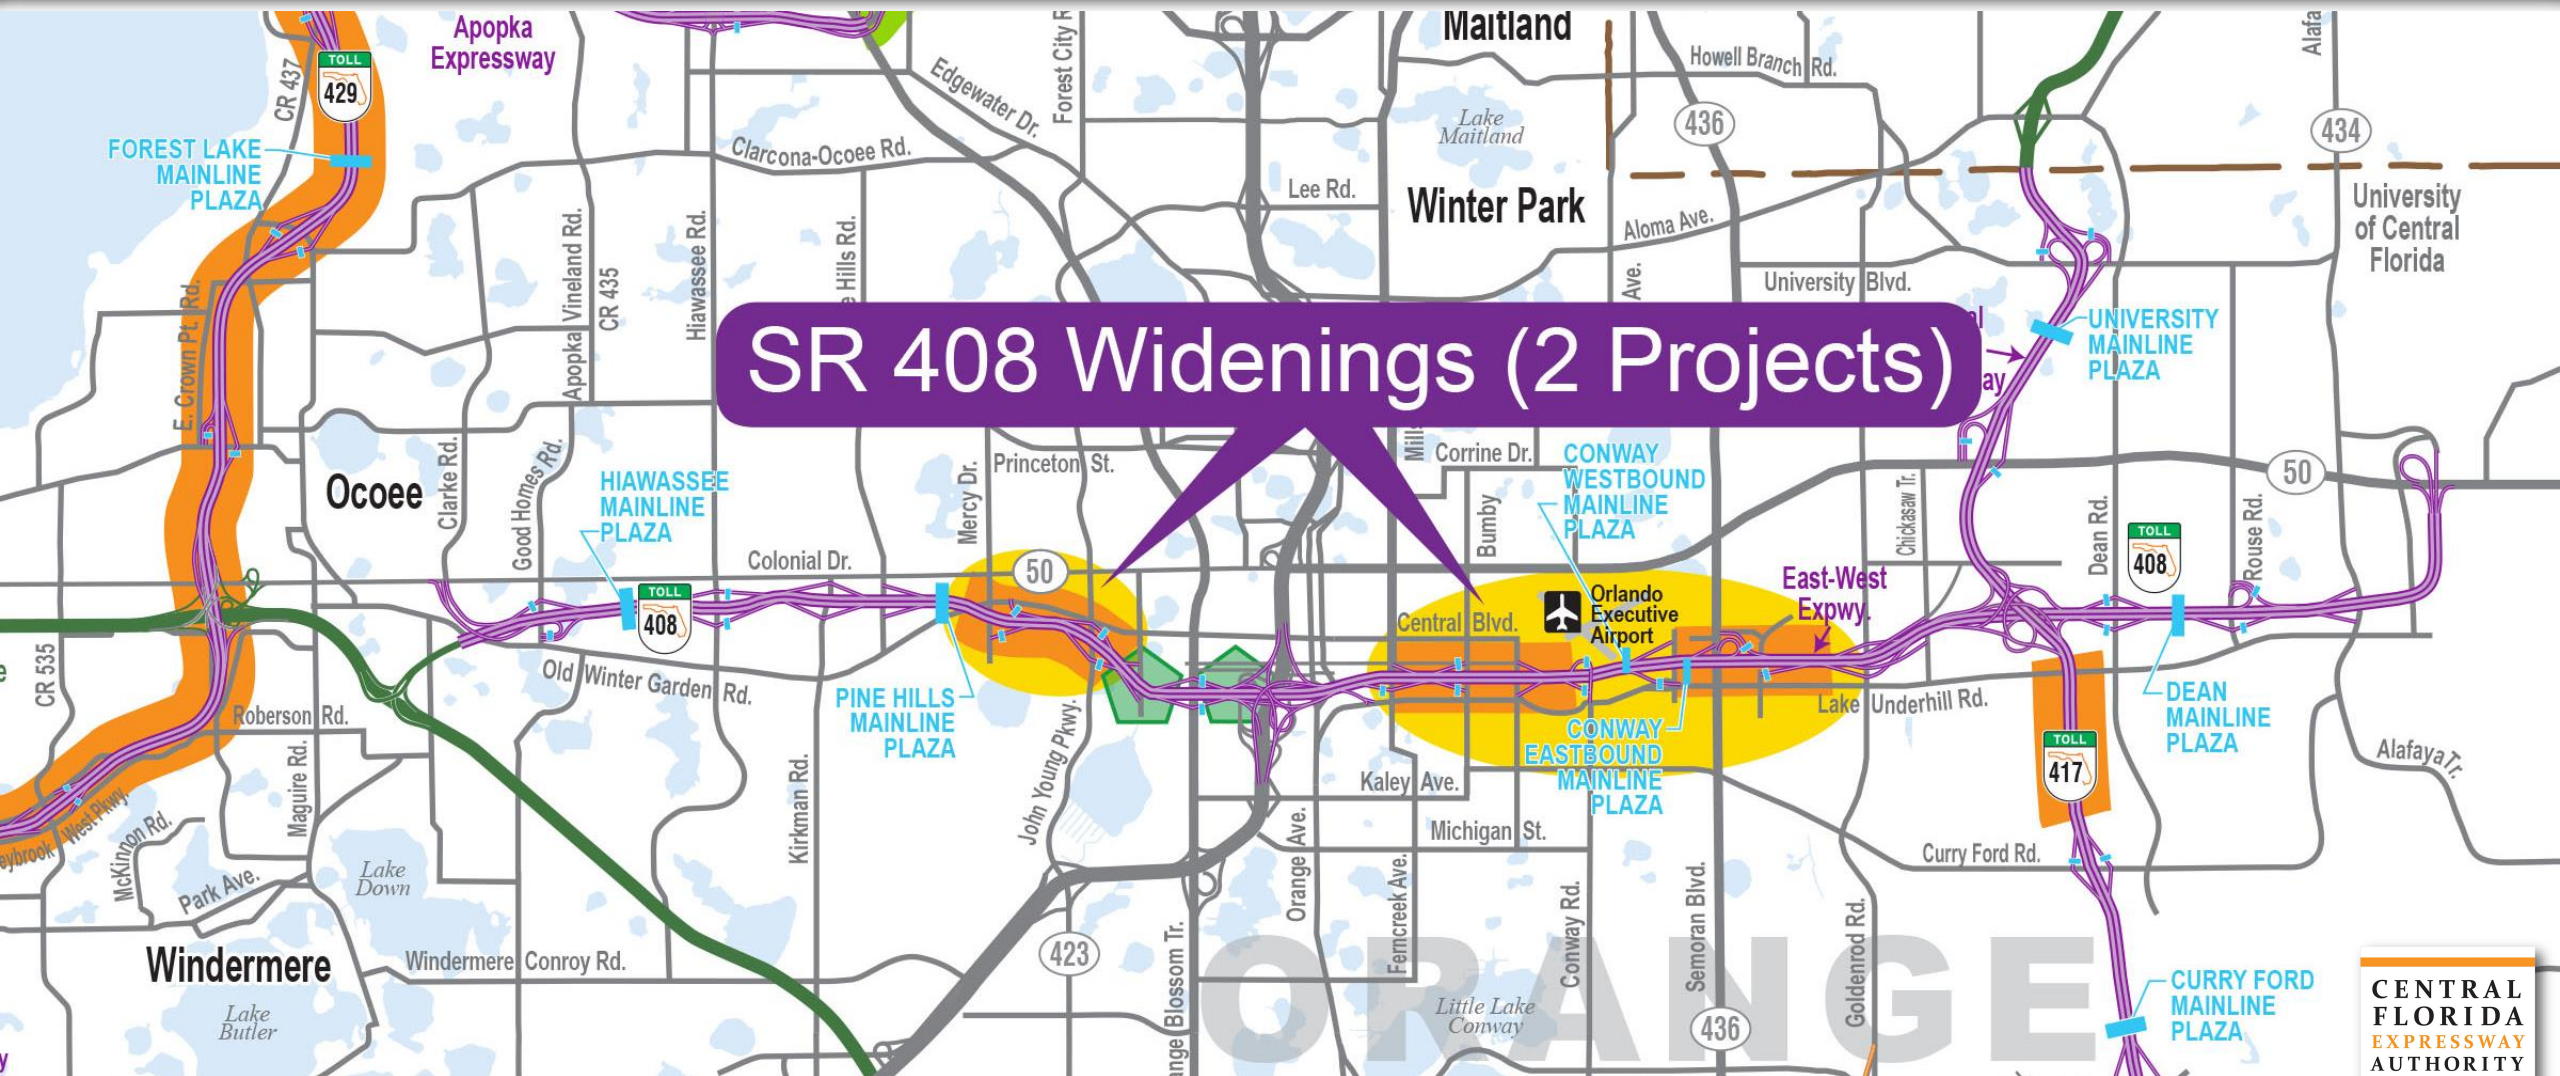 Apopka
Expressway
Maitland
Howell Branch Rd.
CR 437
TOLL
429
Edgewater Dr.
Forest City
436
434
Lake
Maitland
FOREST LAKE
MAINLINE
PLAZA
Clarcona-Ocoee Rd.
Lee Rd.
Winter Park
Aloma Ave.
University
of Central
Florida
Apopka Vineland Rd.
CR 435
Hiawassee Rd.
Hills Rd.
Ave.
University Blvd.
E. Crown Pt. Rd.
SR 408 Widenings (2 Projects)
UNIVERSITY
MAINLINE
PLAZA
Ocoee
Clarke Rd.
Good Homes Rd.
HIAWASSEE
MAINLINE
PLAZA
Mercy Dr.
Princeton St.
Mills
Corrine Dr.
Bumby
CONWAY
WESTBOUND
MAINLINE
PLAZA
Chickasaw Tr.
50
Dean Rd.
Rouse Rd.
TOLL
408
Colonial Dr.
50
TOLL
408
Orlando
Executive
Airport
East-West
Expwy.
Central Blvd.
CR 535
Old Winter Garden Rd.
PINE HILLS
MAINLINE
PLAZA
Lake Underhill Rd.
DEAN
MAINLINE
PLAZA
Roberson Rd.
Maguire Rd.
Kirkman Rd.
John Young Pkwy.
CONWAY
EASTBOUND
MAINLINE
PLAZA
TOLL
417
Alafaya Tr.
Kaley Ave.
Michigan St.
Curry Ford Rd.
West Pkwy.
McKinnon Rd.
Park Ave.
Lake
Down
Orange Ave.
Ferncreek Ave.
Conway Rd.
Semoran Blvd.
Goldenrod Rd.
Windermere
Windermere Conroy Rd.
423
Blossom Tr.
ORANGE
Lake
Butler
Little Lake
Conway
436
CURRY FORD
MAINLINE
PLAZA
CENTRAL
FLORIDA
EXPRESSWAY
AUTHORITY